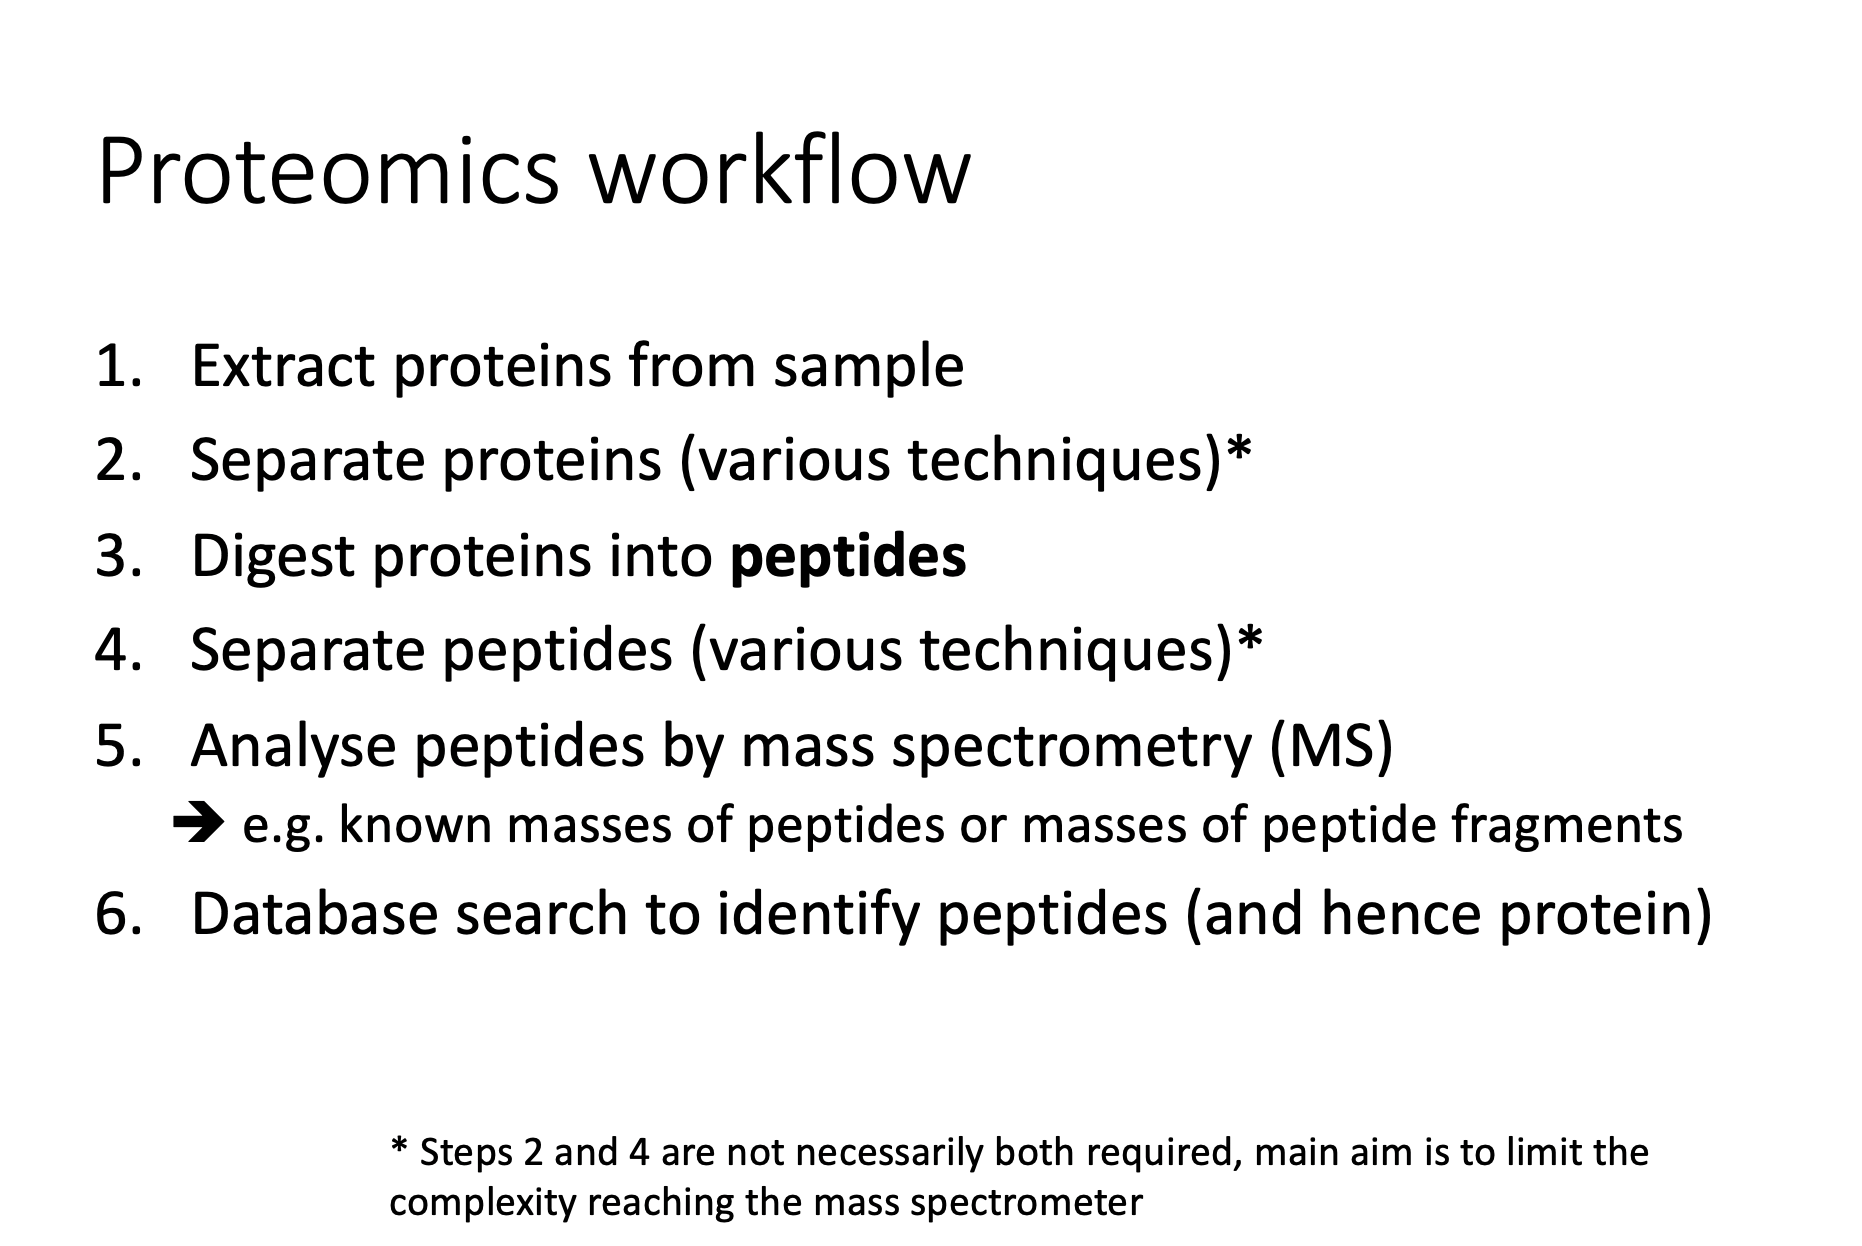 Proteomics workflow
1. Extract proteins from sample
2. Separate proteins (various techniques)*
3. Digest proteins into peptides
4. Separate peptides (various techniques)*
5. Analyse peptides by mass spectrometry (MS)
➔ e.g. known masses of peptides or masses of peptide fragments
6. Database search to identify peptides (and hence protein)
* Steps 2 and 4 are not necessarily both required, main aim is to limit the
complexity reaching the mass spectrometer